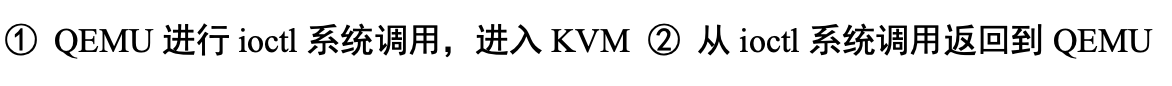 ① QEMU 进行 ioctl 系统调用，进入 KVM ② 从 ioctl 系统调用返回到 QEMU